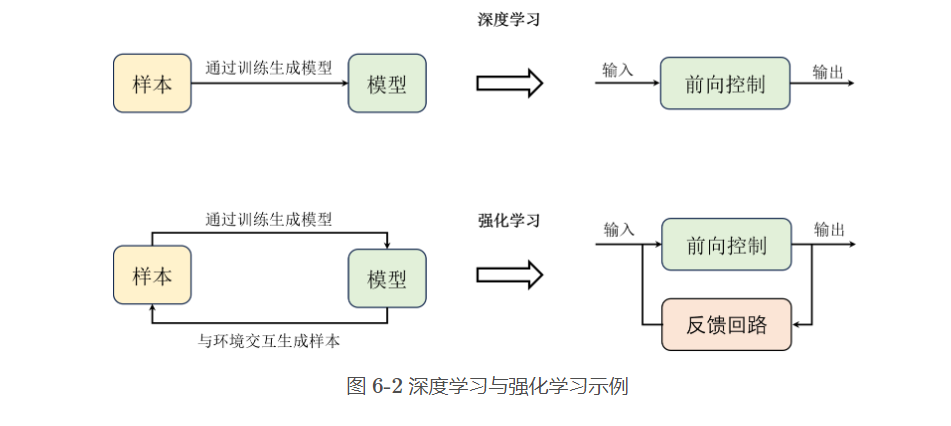 深度学习
样本
通过训练生成模型
模型
输入
前向控制
输出
强化学习
通过训练生成模型
样本
模型
与环境交互生成样本
输入
前向控制
输出
反馈回路
图 6-2 深度学习与强化学习示例